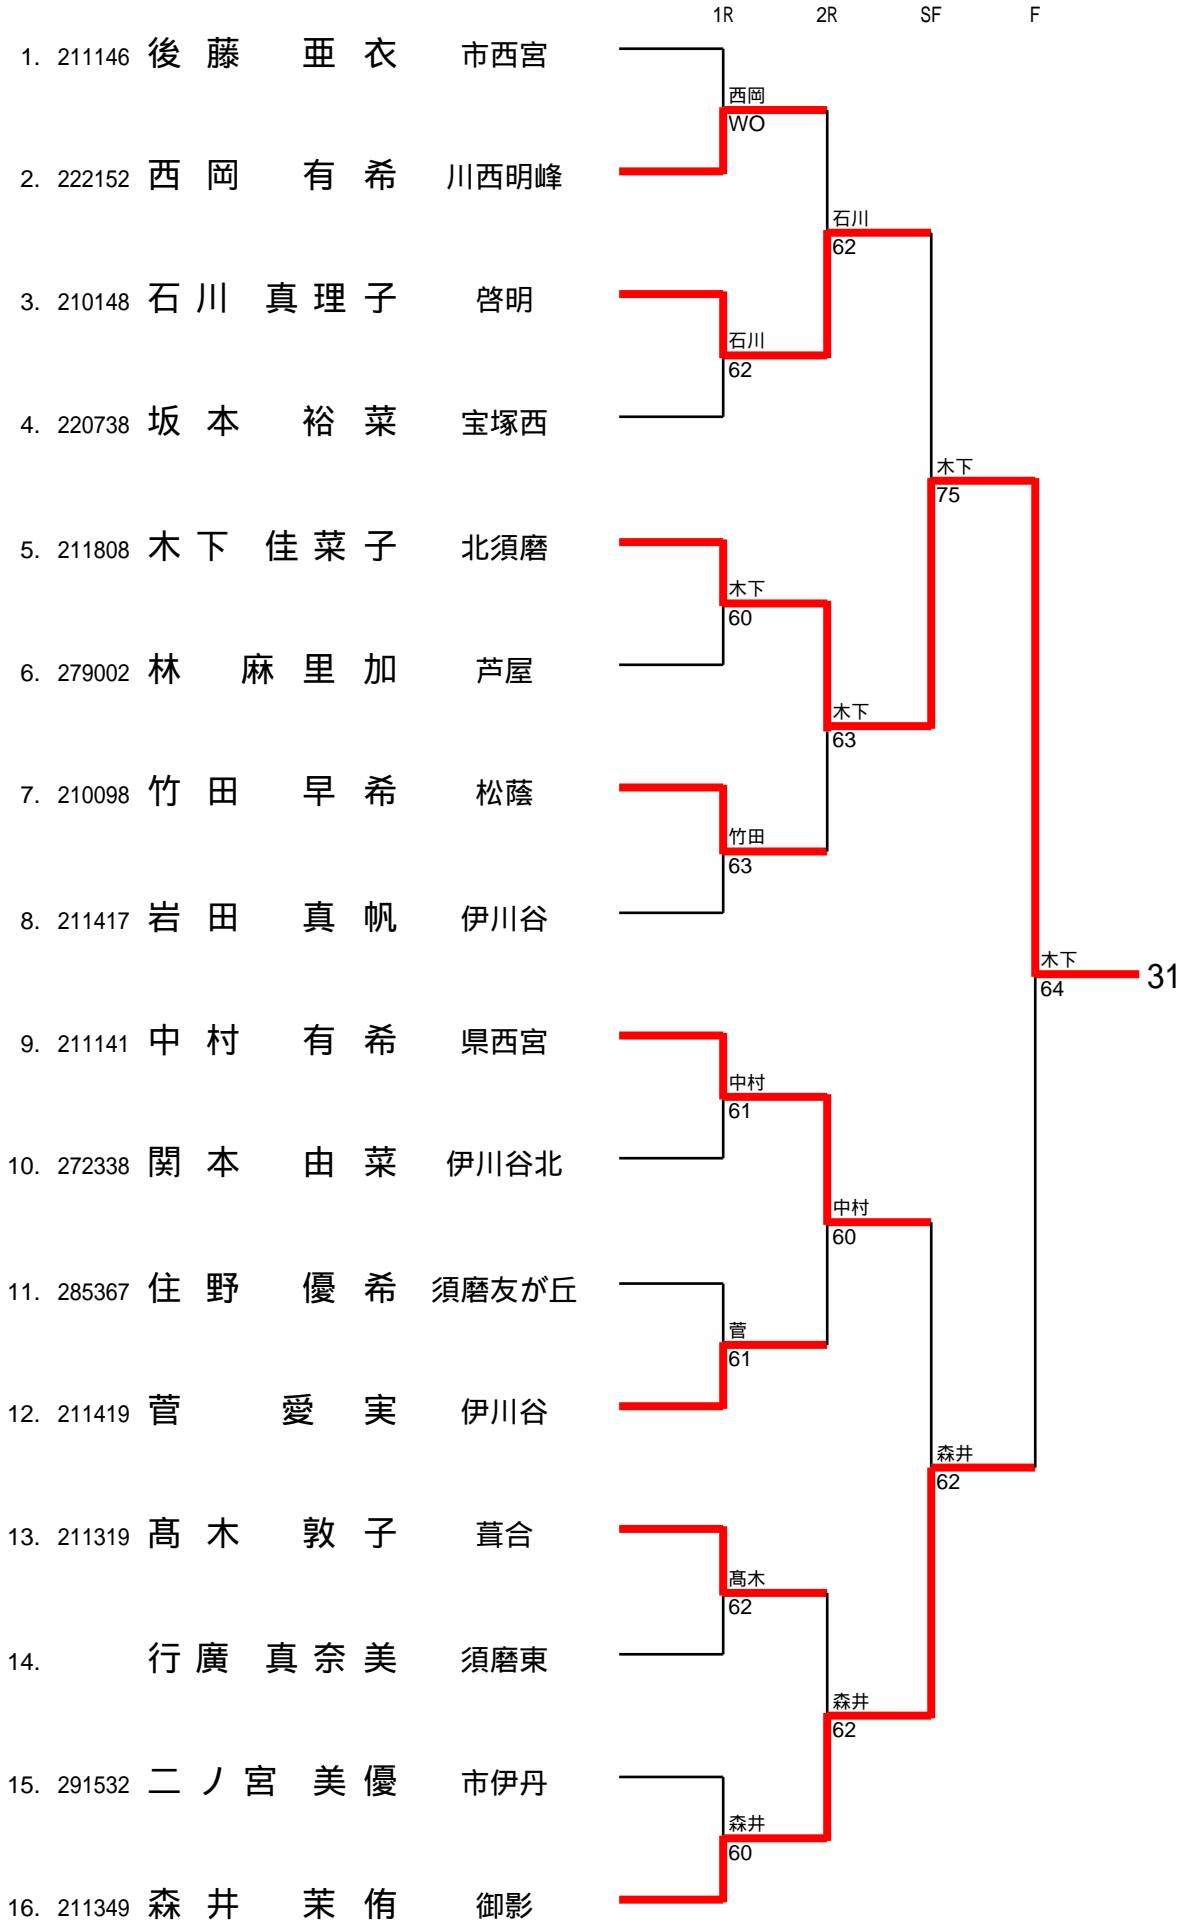 1R 2R SF F
1. 211146 後藤 亜衣 市西宮
西岡
WO
2. 222152 西岡 有希 川西明峰
石川
62
3. 210148 石川 真理子 啓明
石川
62
4. 220738 坂本 裕菜 宝塚西
木下
75
5. 211808 木下 佳菜子 北須磨
木下
60
6. 279002 林 麻里加 芦屋
木下
63
7. 210098 竹田 早希 松蔭
竹田
63
8. 211417 岩田 真帆 伊川谷
木下
64
31
9. 211141 中村 有希 県西宮
中村
61
10. 272338 関本 由菜 伊川谷北
中村
60
11. 285367 住野 優希 須磨友が丘
菅
61
12. 211419 菅 愛実 伊川谷
森井
62
13. 211319 髙木 敦子 葺合
髙木
62
14. 行廣 真奈美 須磨東
森井
62
15. 291532 二ノ宮 美優 市伊丹
森井
60
16. 211349 森井 茉侑 御影